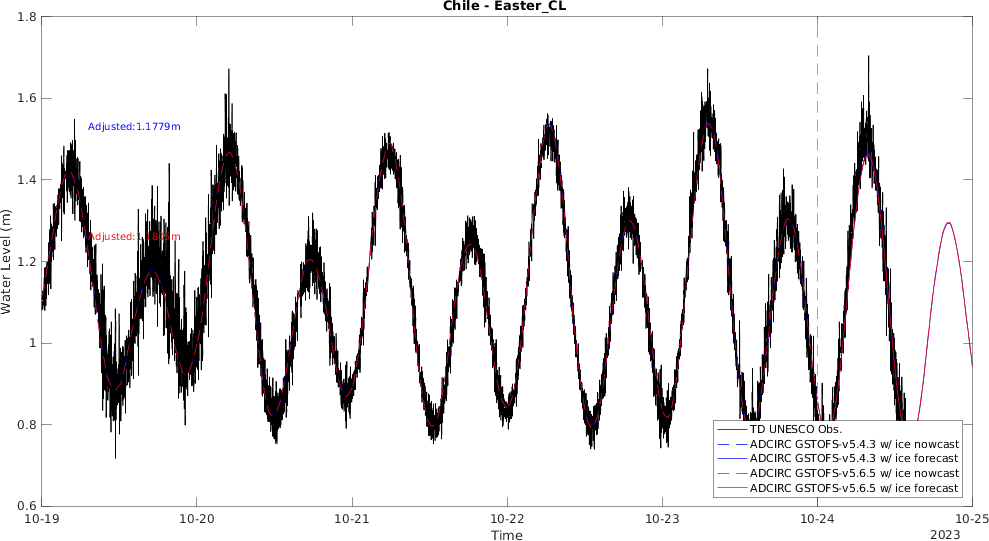 Chile - Easter_CL
1.8
1.6
1.4
1.2
1
0.8
0.6
Water Level (m)
Adjusted:1.1779m
TD UNESCO Obs.
ADCIRC GSTOFS-v5.4.3 w/ ice nowcast
ADCIRC GSTOFS-v5.4.3 w/ ice forecast
ADCIRC GSTOFS-v5.6.5 w/ ice nowcast
ADCIRC GSTOFS-v5.6.5 w/ ice forecast
10-19
10-20
10-21
10-22
10-23
10-24
10-25
Time
2023